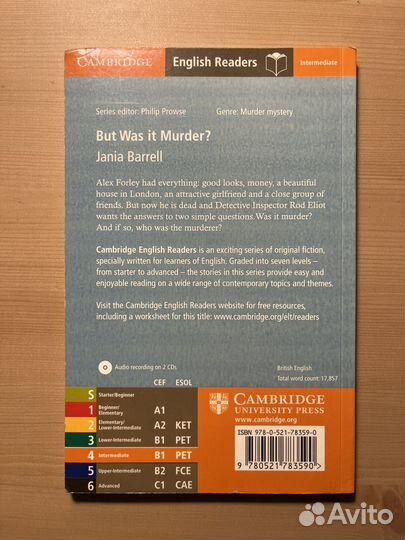 CAMBRIDGE English Readers Intermediate
Series editor: Philip Prowse Genre: Murder mystery
But Was it Murder?
Jania Barrell
Alex Forley had everything: good looks, money, a beautiful
house in London, an attractive girlfriend and a close group of
friends. But now he is dead and Detective Inspector Rod Eliot
wants the answers to two simple questions. Was it murder?
And if so, who was the murderer?
Cambridge English Readers is an exciting series of original fiction,
specially written for learners of English. Graded into seven levels –
from starter to advanced – the stories in this series provide easy and
enjoyable reading on a wide range of contemporary topics and themes.
Visit the Cambridge English Readers website for free resources,
including a worksheet for this title: www.cambridge.org/elt/readers
Audio recording on 2 CDs
British English
Total word count: 17,857
CEF ESOL
S Starter/Beginner
1 Beginner/Elementary A1
2 Elementary/Lower-Intermediate A2 KET
3 Lower-Intermediate B1 PET
4 Intermediate B1 PET
5 Upper-Intermediate B2 FCE
6 Advanced C1 CAE
CAMBRIDGE
UNIVERSITY PRESS
www.cambridge.org
ISBN 978-0-521-78359-0
9 780521 783590 >
Avito